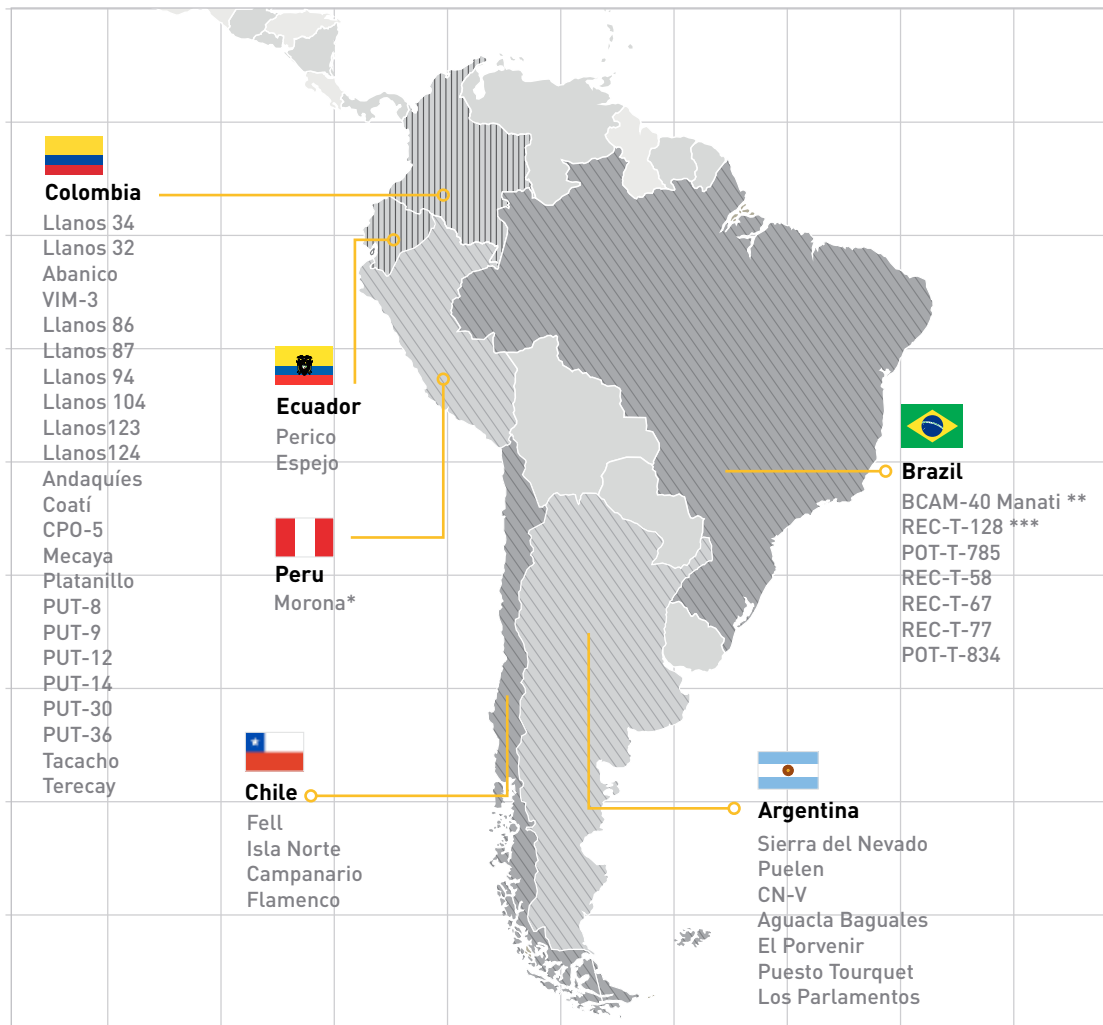 Colombia
Llanos 34
Llanos 32
Abanico
VIM-3
Llanos 86
Llanos 87
Llanos 94
Llanos 104
Llanos123
Llanos124
Andaquíes
Coatí
CPO-5
Mecaya
Platanillo
PUT-8
PUT-9
PUT-12
PUT-14
PUT-30
PUT-36
Tacacho
Terecay
Ecuador
Perico
Espejo
Peru
Morona*
Chile
Fell
Isla Norte
Campanario
Flamenco
Brazil
BCAM-40 Manati **
REC-T-128 ***
POT-T-785
REC-T-58
REC-T-67
REC-T-77
POT-T-834
Argentina
Sierra del Nevado
Puelen
CN-V
Aguacla Baguales
El Porvenir
Puesto Tourquet
Los Parlamentos